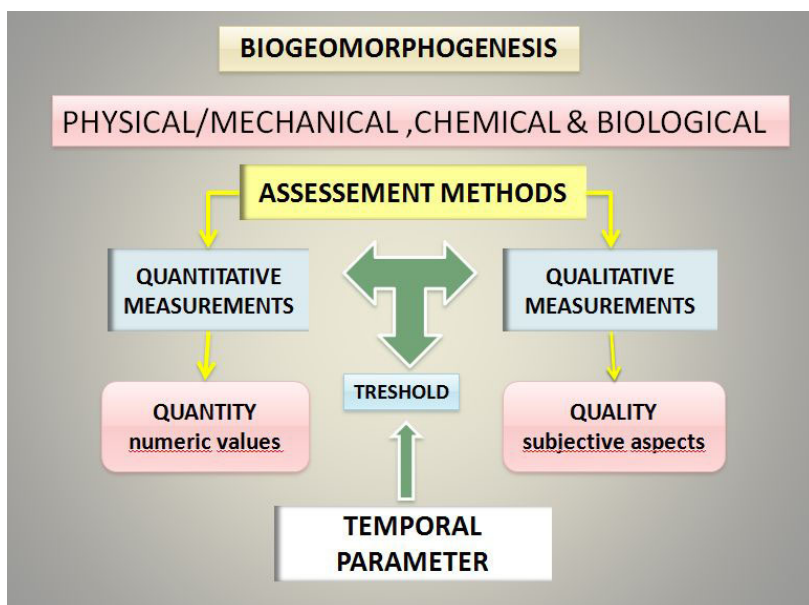 BIOGEOMORPHOGENESIS
PHYSICAL/MECHANICAL ,CHEMICAL & BIOLOGICAL
ASSESSEMENT METHODS
QUANTITATIVE
MEASUREMENTS
QUALITATIVE
MEASUREMENTS
QUANTITY
numeric values
TRESHOLD
QUALITY
subjective aspects
TEMPORAL
PARAMETER